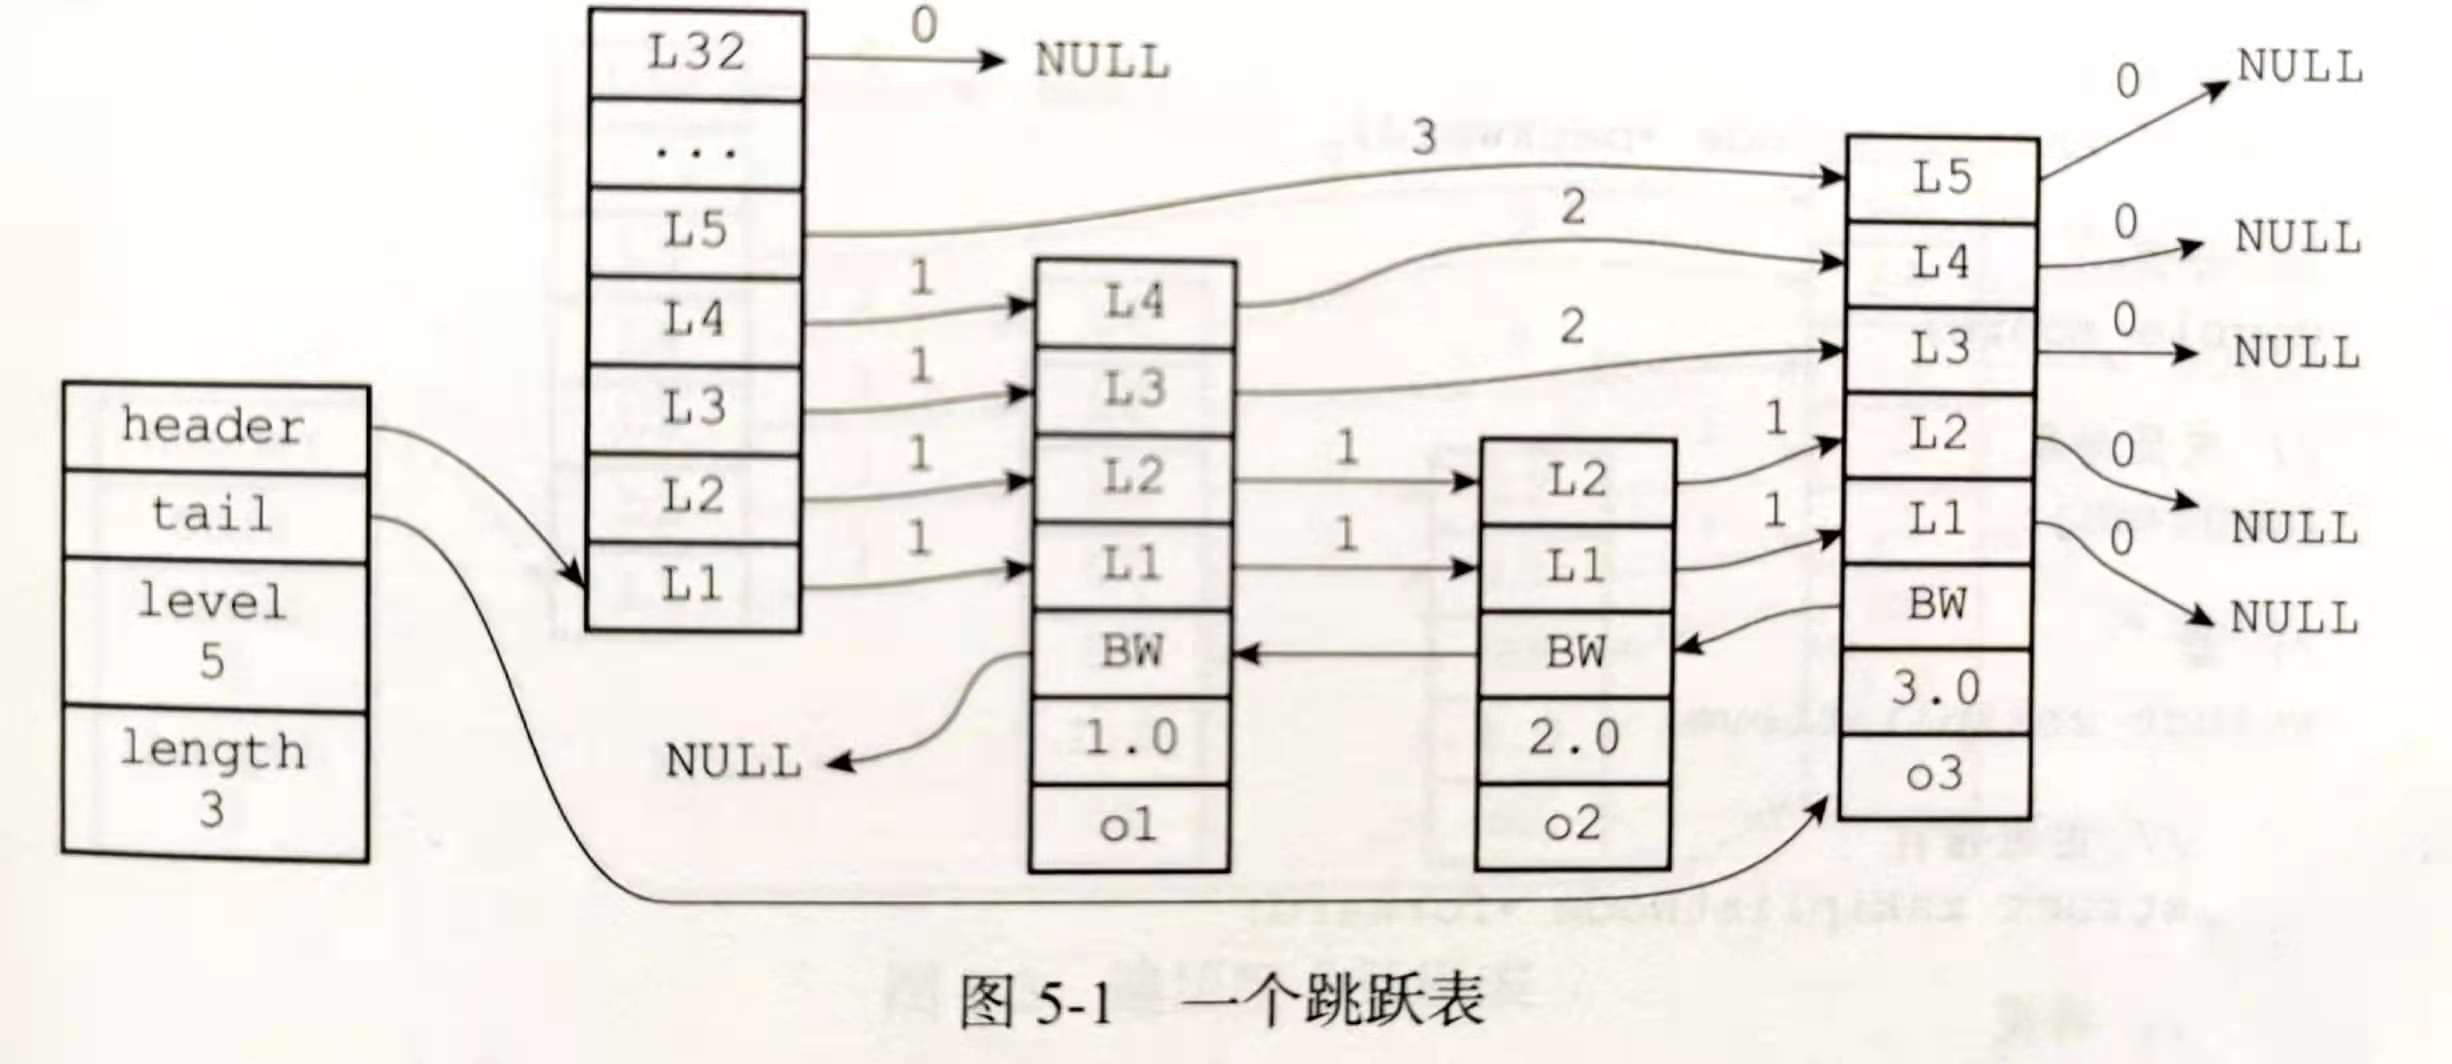 header
tail
level
5
length
3
L32
...
L5
L4
L3
L2
L1
0
NULL
3
1
1
1
1
L4
L3
L2
L1
BW
1.0
o1
NULL
2
2
1
1
L2
L1
BW
2.0
o2
1
1
L5
L4
L3
L2
L1
BW
3.0
o3
0
NULL
0
NULL
0
NULL
0
NULL
0
NULL
图 5-1 一个跳跃表